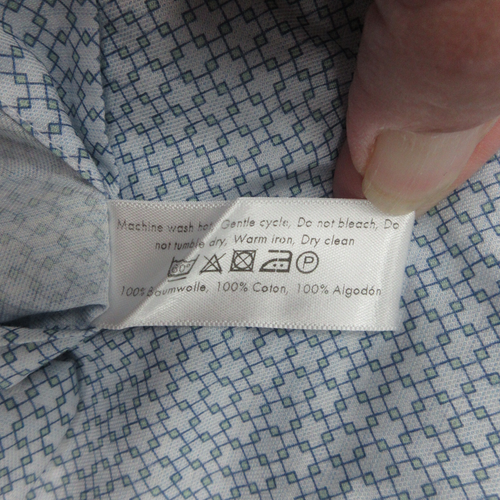 Machine wash hot, Gentle cycle, Do not bleach, Do
not tumble dry, Warm iron, Dry clean
60° P
100% Baumwolle, 100% Coton, 100% Algodón